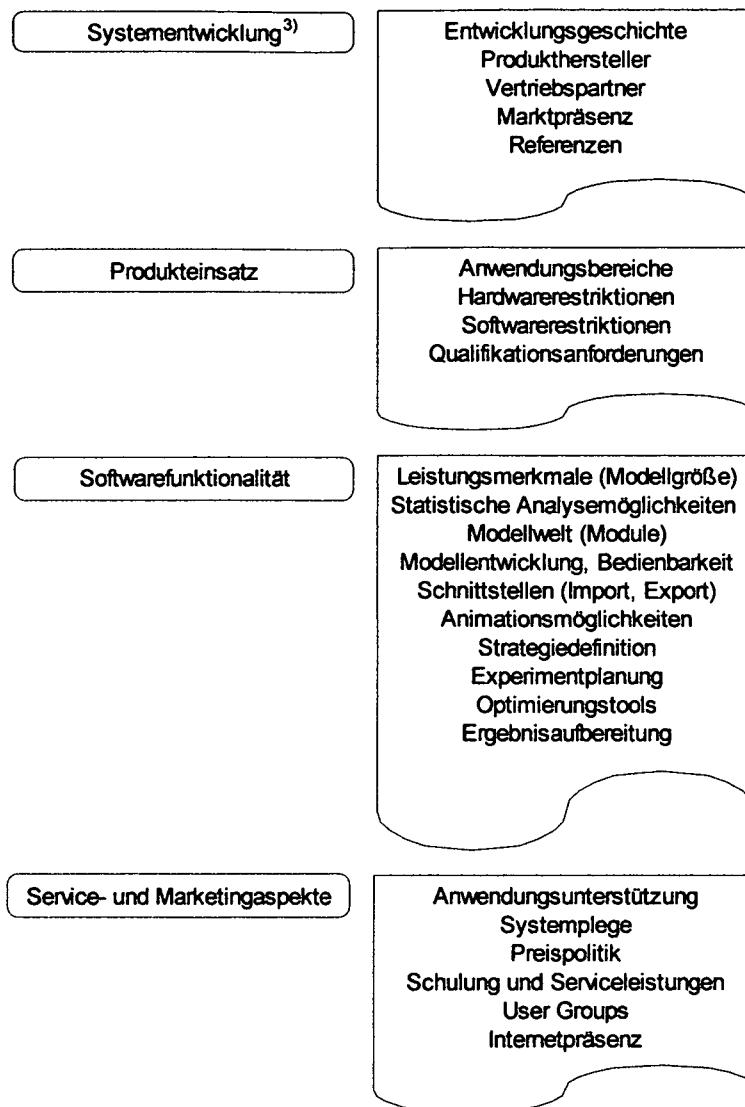 Systementwicklung3)
Entwicklungsgeschichte
Produkthersteller
Vertriebspartner
Marktpräsenz
Referenzen
Produkteinsatz
Anwendungsbereiche
Hardwarerestriktionen
Softwarerestriktionen
Qualifikationsanforderungen
Softwarefunktionalität
Leistungsmerkmale (Modellgröße)
Statistische Analysemöglichkeiten
Modellwelt (Module)
Modellentwicklung, Bedienbarkeit
Schnittstellen (Import, Export)
Animationsmöglichkeiten
Strategiedefinition
Experimentplanung
Optimierungstools
Ergebnisaufbereitung
Service- und Marketingaspekte
Anwendungsunterstützung
Systemplege
Preispolitik
Schulung und Serviceleistungen
User Groups
Internetpräsenz